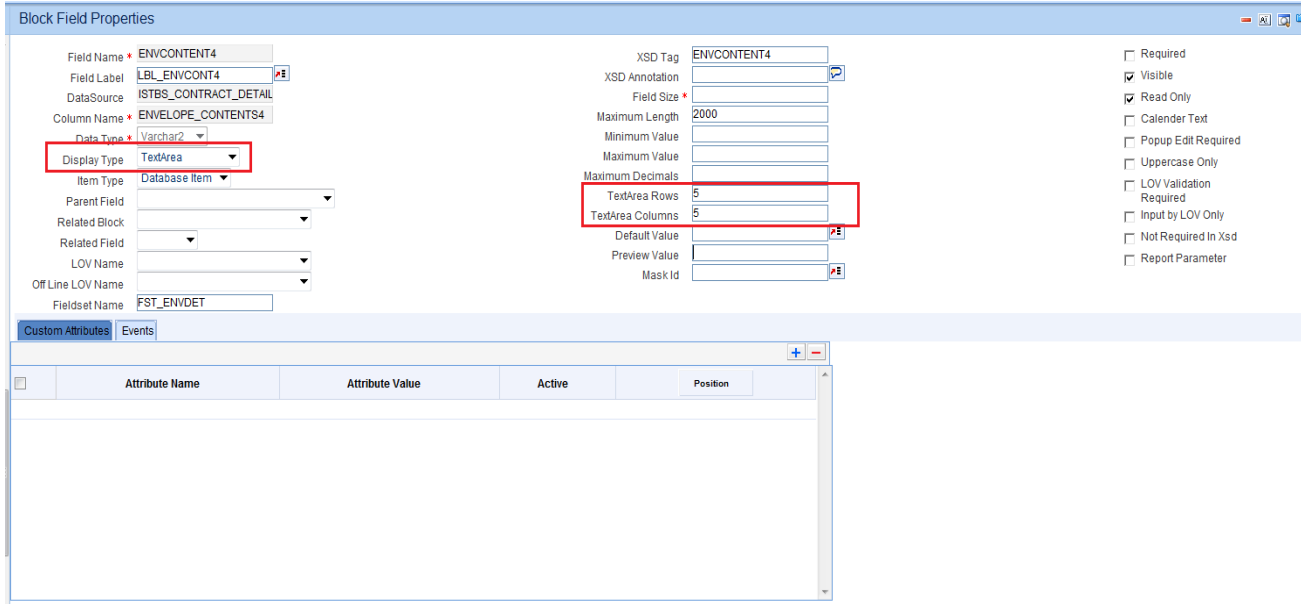 Block Field Properties
Field Name * ENVCONTENT4
Field Label LBL_ENVCONT4
DataSource ISTBS_CONTRACT_DETAIL
Column Name * ENVELOPE_CONTENTS4
Data Type * Varchar2
Display Type TextArea
Item Type Database Item
Parent Field
Related Block
Related Field
LOV Name
Off Line LOV Name
Fieldset Name FST_ENVDET
XSD Tag ENVCONTENT4
XSD Annotation
Field Size *
Maximum Length 2000
Minimum Value
Maximum Value
Maximum Decimals
TextArea Rows 5
TextArea Columns 5
Default Value
Preview Value
Mask Id
Required
Visible
Read Only
Calender Text
Popup Edit Required
Uppercase Only
LOV Validation
Required
Input by LOV Only
Not Required In Xsd
Report Parameter
Custom Attributes Events
Attribute Name Attribute Value Active Position